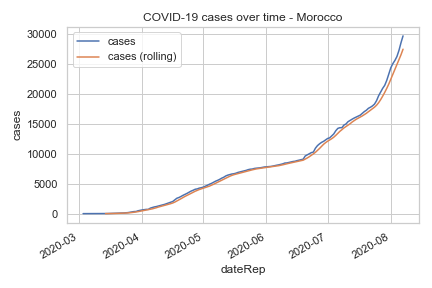 COVID-19 cases over time - Morocco
cases
cases (rolling)
30000
25000
20000
15000
10000
5000
0
cases
2020-03
2020-04
2020-05
2020-06
2020-07
2020-08
dateRep